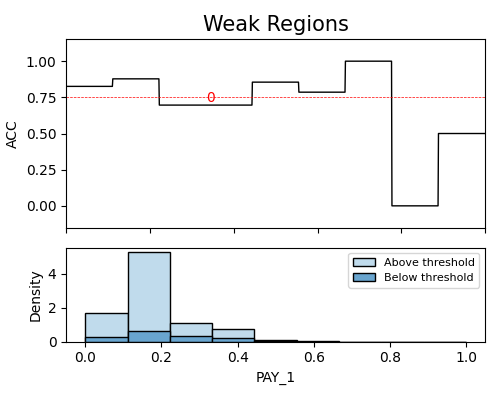 Weak Regions
1.00
0.75
0.50
0.25
0.00
ACC
0
4
2
0
Density
Above threshold
Below threshold
0.0 0.2 0.4 0.6 0.8 1.0
PAY_1